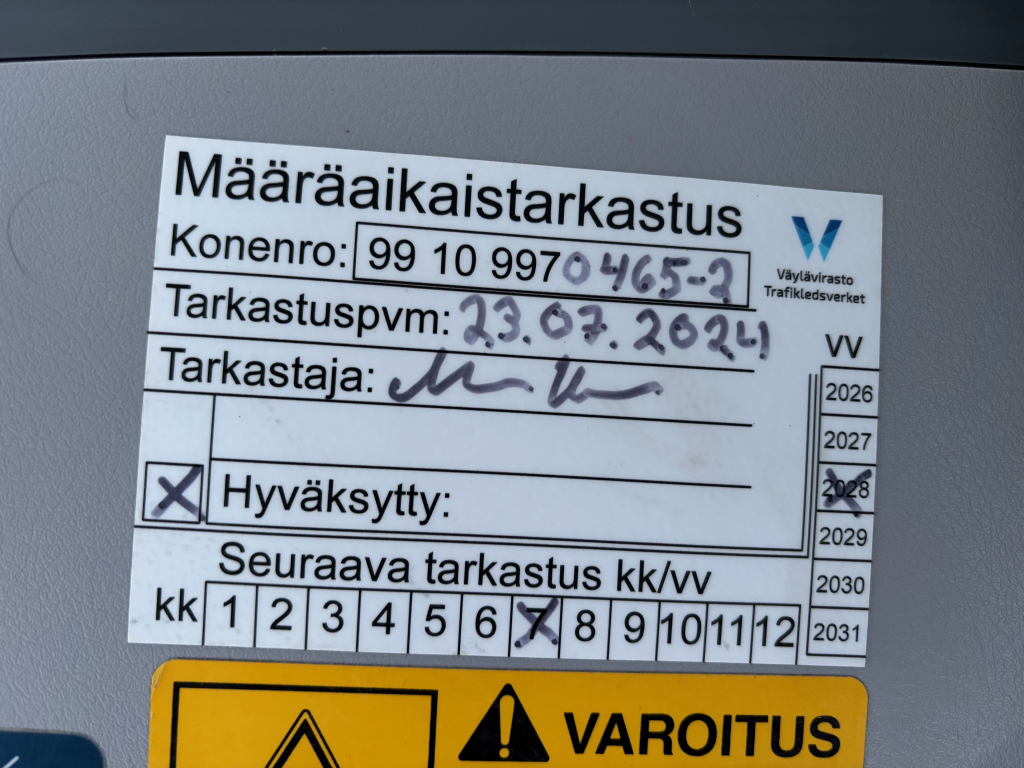 Määräaikaistarkastus
Konenro: 99 10 9970465-2
Väylävirasto
Trafikledsverket
Tarkastuspvm: 23.07.2024
Tarkastaja:
VV
2026
2027
2028
2029
2030
2031
X Hyväksytty:
Seuraava tarkastus kk/vv
kk 1 2 3 4 5 6 7 8 9 10 11 12
VAROITUS